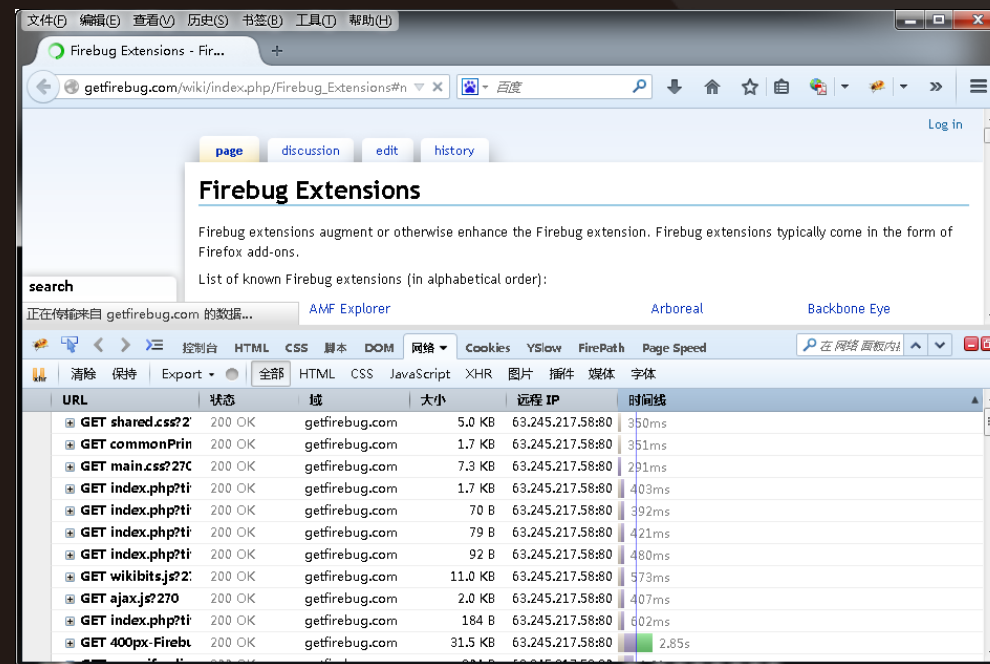 文件(F) 编辑(E) 查看(V) 历史(S) 书签(B) 工具(T) 帮助(H)
Firebug Extensions - Fir... +
getfirebug.com/wiki/index.php/Firebug_Extensions#n 百度
Log in
page discussion edit history
Firebug Extensions
Firebug extensions augment or otherwise enhance the Firebug extension. Firebug extensions typically come in the form of
Firefox add-ons.
List of known Firebug extensions (in alphabetical order):
search
正在传输来自 getfirebug.com 的数据...
AMF Explorer Arboreal Backbone Eye
控制台 HTML CSS 脚本 DOM 网络 Cookies YSlow FirePath Page Speed 在 网络 面板内
xhr 清除 保持 Export 全部 HTML CSS JavaScript XHR 图片 插件 媒体 字体
URL 状态 域 大小 远程 IP 时间线
GET shared.css?2 200 OK getfirebug.com 5.0 KB 63.245.217.58:80 350ms
GET commonPrin 200 OK getfirebug.com 1.7 KB 63.245.217.58:80 351ms
GET main.css?270 200 OK getfirebug.com 7.3 KB 63.245.217.58:80 291ms
GET index.php?ti 200 OK getfirebug.com 1.7 KB 63.245.217.58:80 403ms
GET index.php?ti 200 OK getfirebug.com 70 B 63.245.217.58:80 392ms
GET index.php?ti 200 OK getfirebug.com 79 B 63.245.217.58:80 421ms
GET index.php?ti 200 OK getfirebug.com 92 B 63.245.217.58:80 480ms
GET wikibits.js?2 200 OK getfirebug.com 11.0 KB 63.245.217.58:80 573ms
GET ajax.js?270 200 OK getfirebug.com 2.0 KB 63.245.217.58:80 407ms
GET index.php?ti 200 OK getfirebug.com 184 B 63.245.217.58:80 602ms
GET 400px-Firebu 200 OK getfirebug.com 31.5 KB 63.245.217.58:80 2.85s